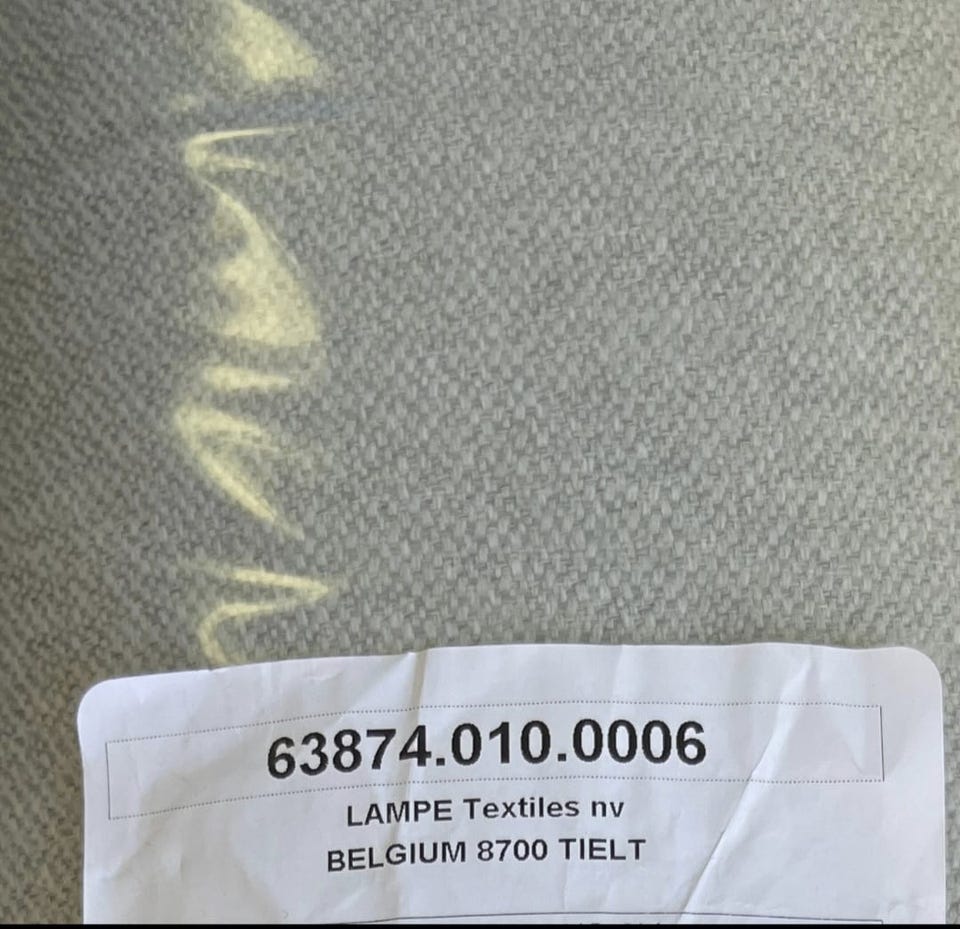 63874.010.0006
LAMPE Textiles nv
BELGIUM 8700 TIELT